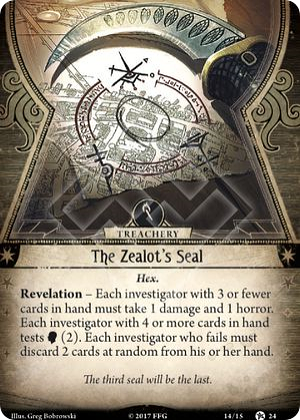 TREACHERY
The Zealot's Seal
Hex.
Revelation – Each investigator with 3 or fewer
cards in hand must take 1 damage and 1 horror.
Each investigator with 4 or more cards in hand
tests (2). Each investigator who fails must
discard 2 cards at random from his or her hand.
The third seal will be the last.
Illus. Greg Bobrowski © 2017 FFG 14/15 24